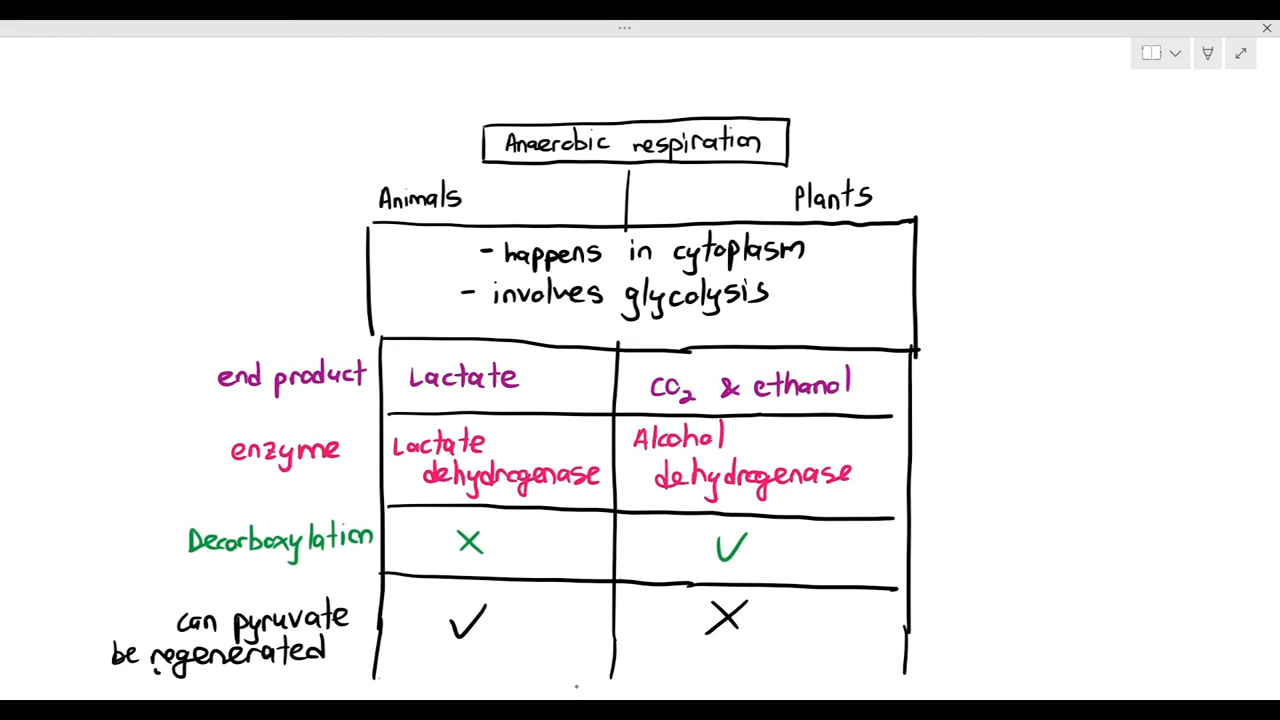 Anaerobic respiration
Animals
Plants
- happens in cytoplasm
- involves glycolysis
end product
Lactate
CO₂ & ethanol
enzyme
Lactate
dehydrogenase
Alcohol
dehydrogenase
Decarboxylation
X
✓
can pyruvate
be regenerated
✓
X